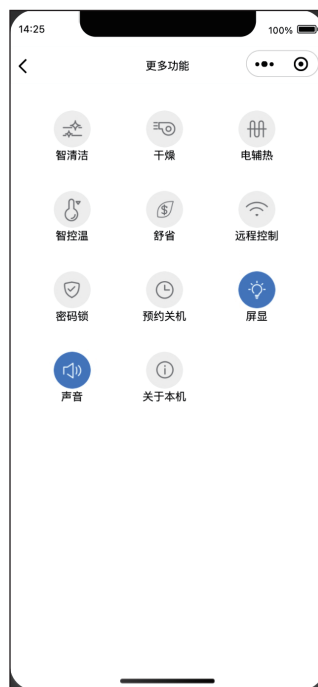 14:25
100%
更多功能
智清洁 干燥 电辅热
智控温 舒省 远程控制
密码锁 预约关机 屏显
声音 关于本机